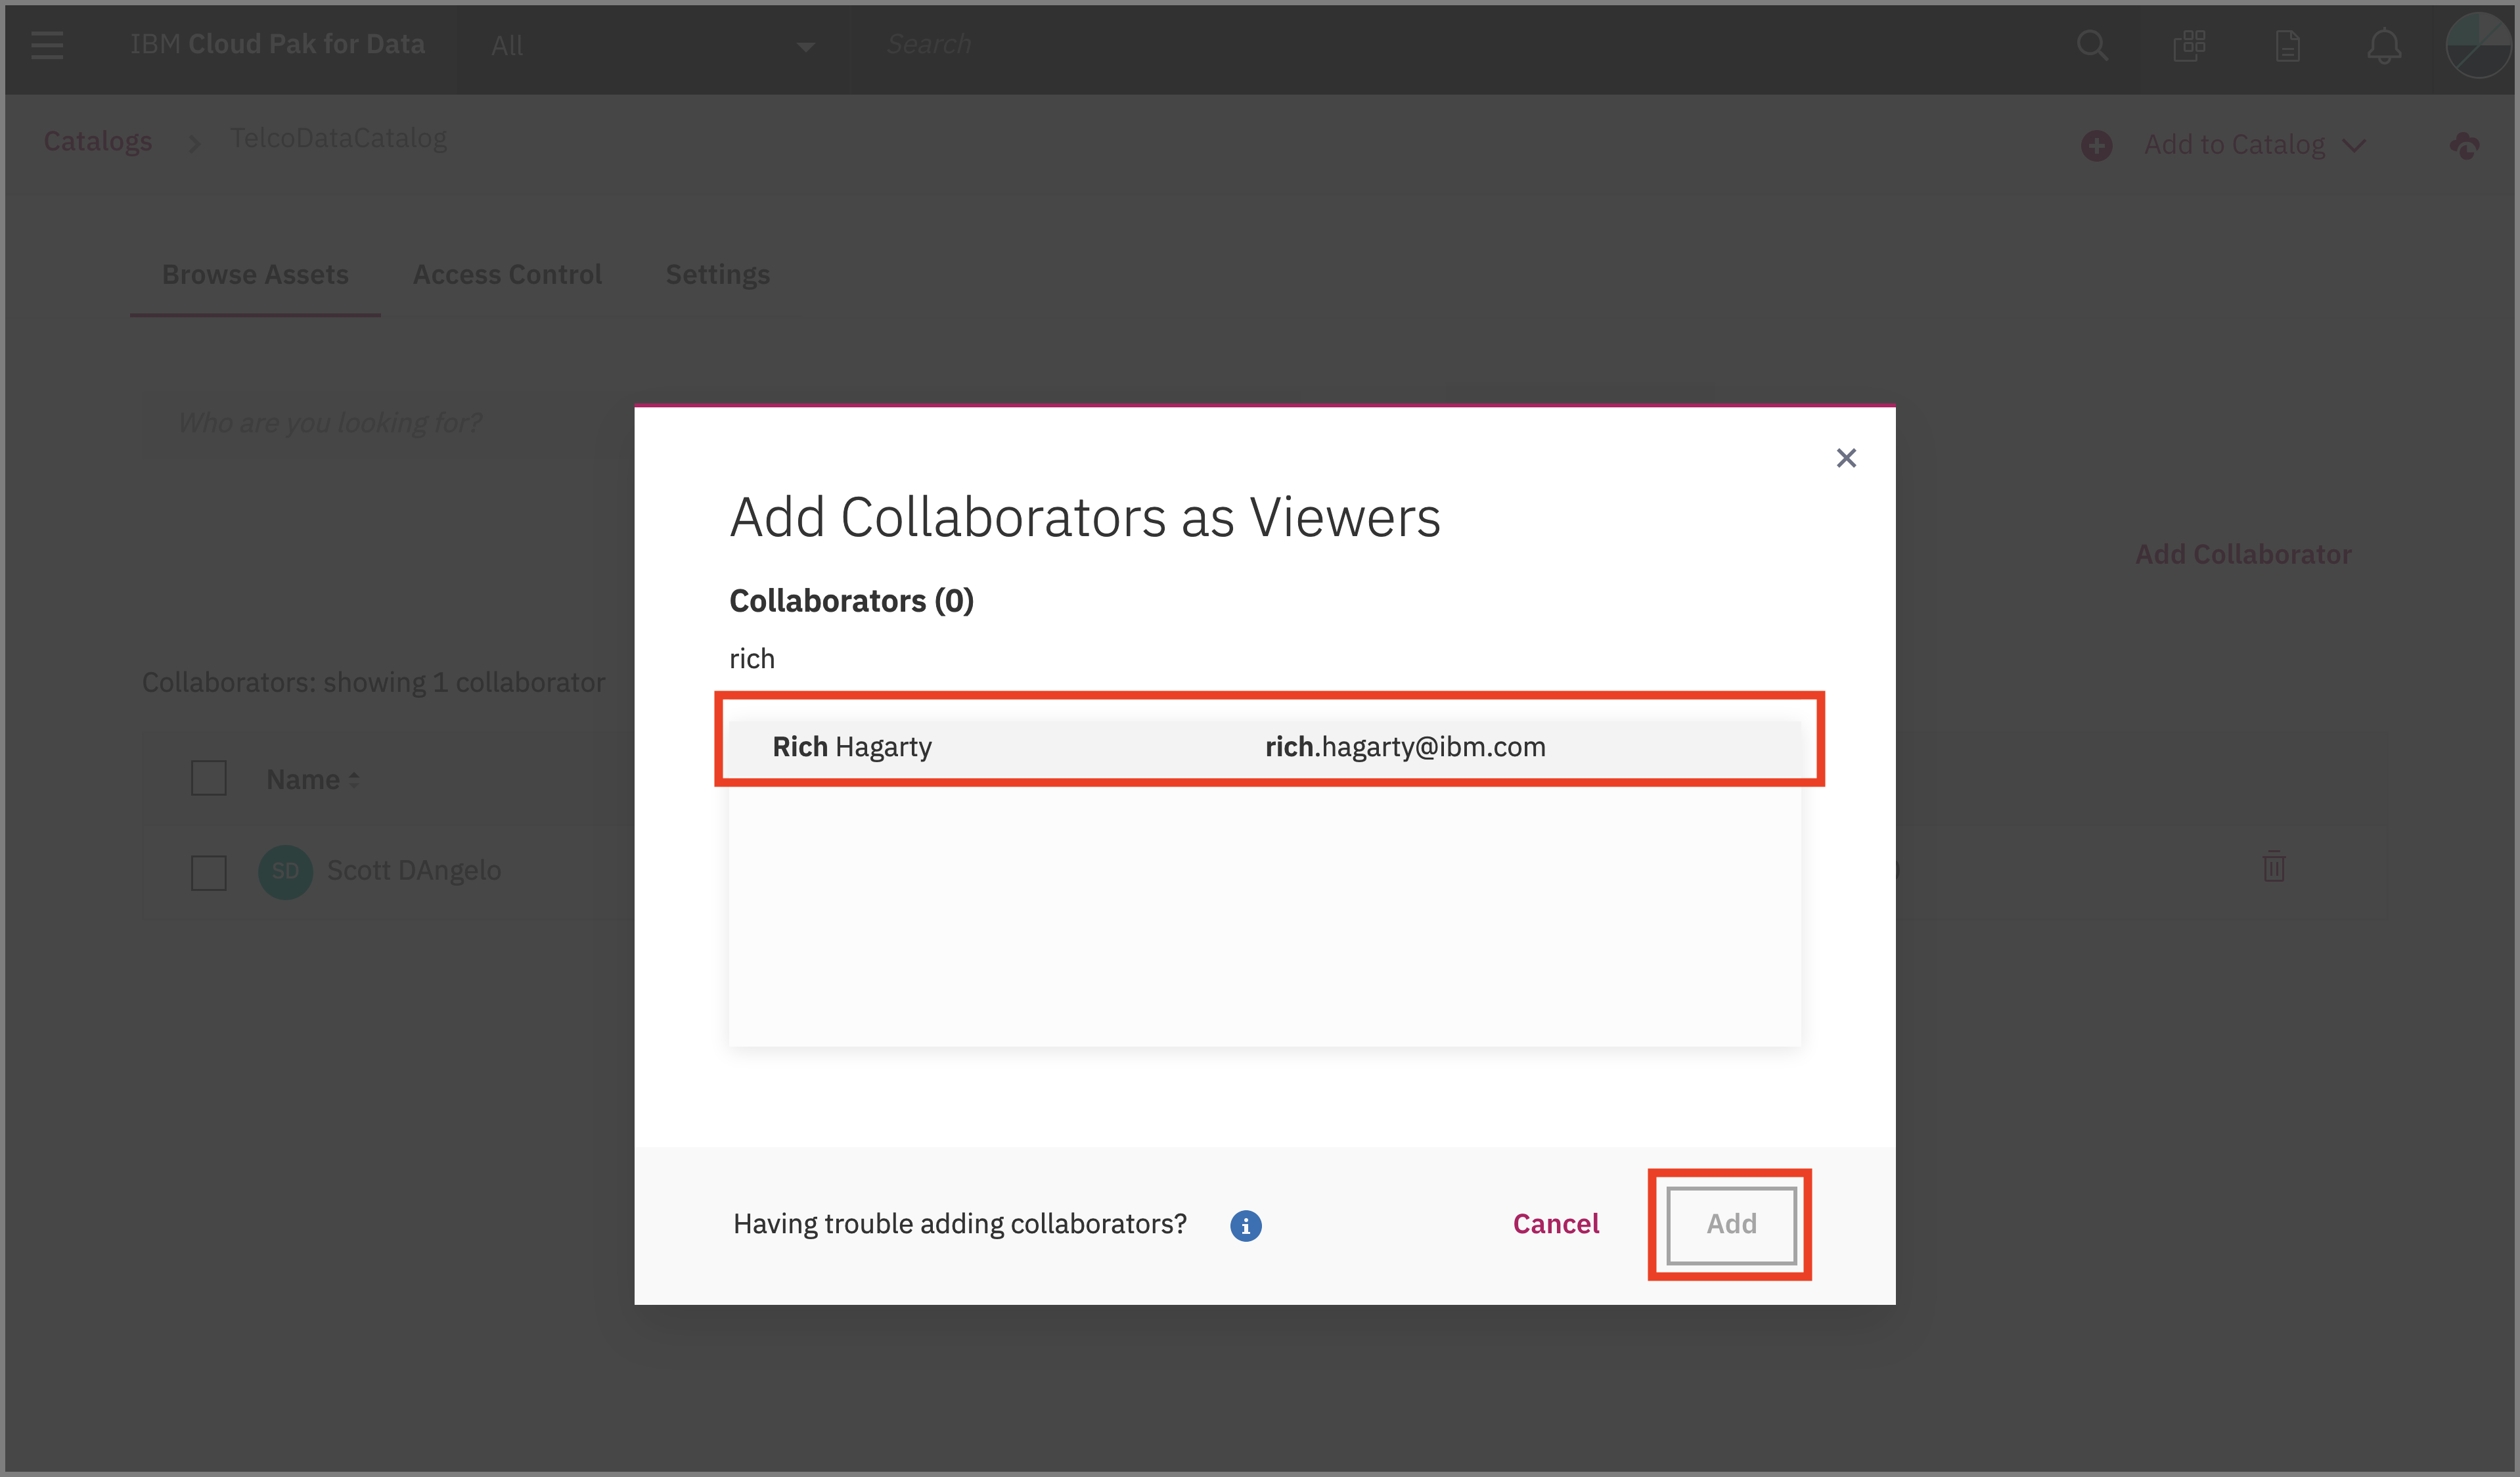 IBM Cloud Pak for Data
All
Search
Catalogs
TelcoDataCatalog
Add to Catalog
Browse Assets
Access Control
Settings
Who are you looking for?
Add Collaborators as Viewers
Add Collaborator
Collaborators (0)
rich
Collaborators: showing 1 collaborator
Rich Hagarty
rich.hagarty@ibm.com
Name
SD
Scott DAngelo
Having trouble adding collaborators?
Cancel
Add